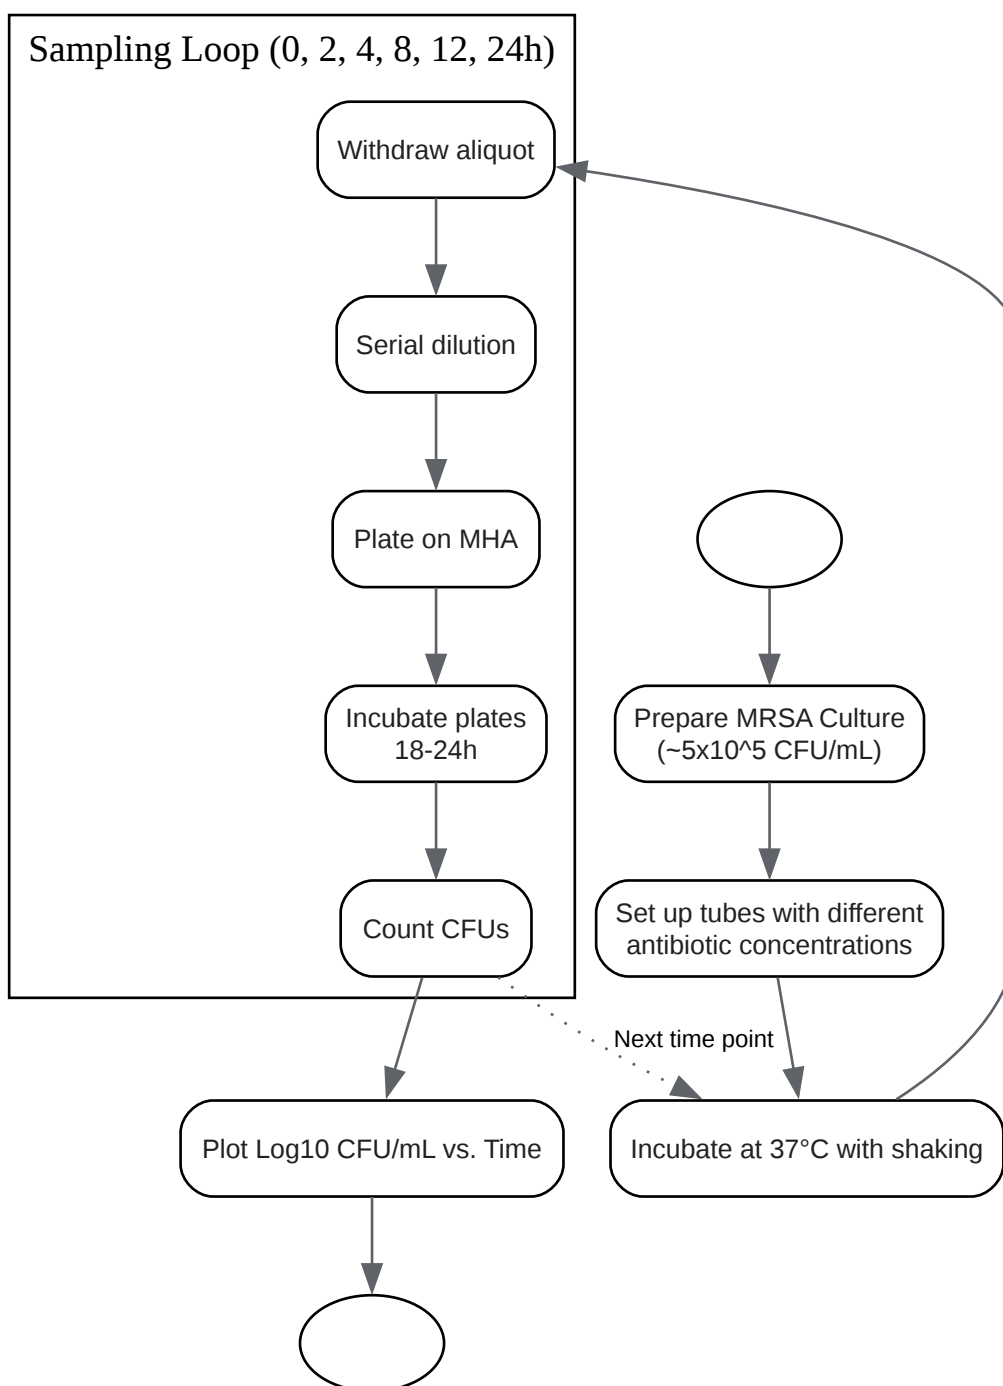 Sampling Loop (0, 2, 4, 8, 12, 24h)
Withdraw aliquot
Serial dilution
Plate on MHA
Incubate plates
18-24h
Count CFUs
Prepare MRSA Culture
(~5x10^5 CFU/mL)
Set up tubes with different
antibiotic concentrations
Next time point
Plot Log10 CFU/mL vs. Time
Incubate at 37°C with shaking